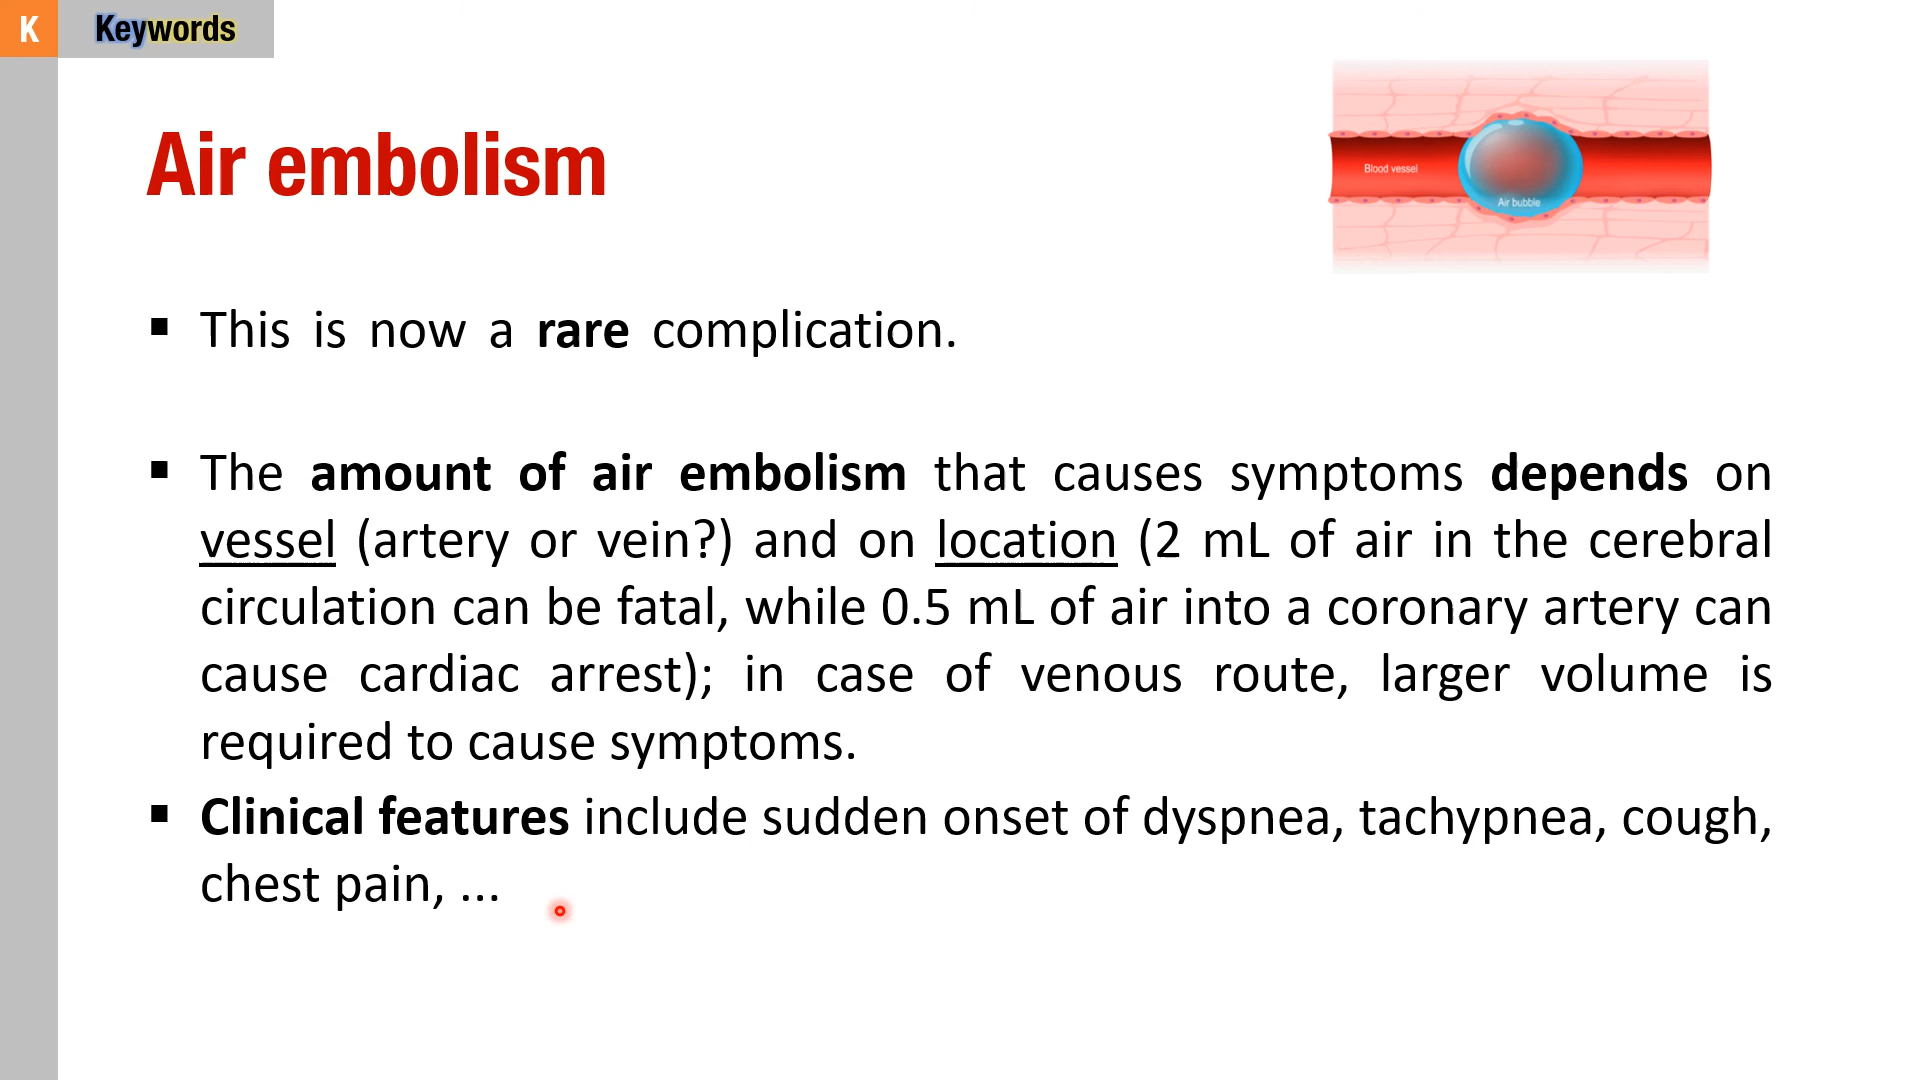 K Keywords
Air embolism
Blood vessel
Air bubble
▪ This is now a rare complication.
▪ The amount of air embolism that causes symptoms depends on
vessel (artery or vein?) and on location (2 mL of air in the cerebral
circulation can be fatal, while 0.5 mL of air into a coronary artery can
cause cardiac arrest); in case of venous route, larger volume is
required to cause symptoms.
▪ Clinical features include sudden onset of dyspnea, tachypnea, cough,
chest pain, ...